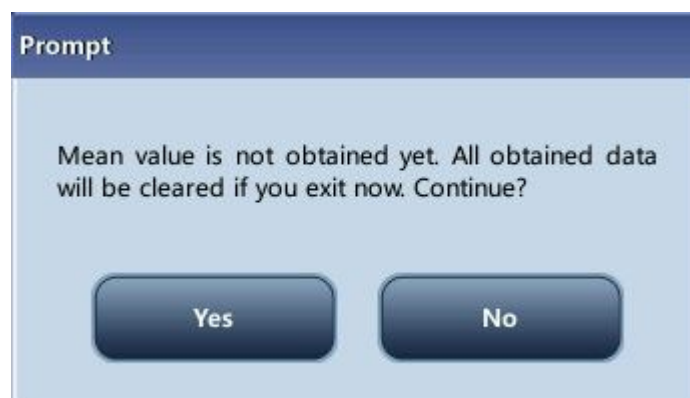 Prompt
Mean value is not obtained yet. All obtained data
will be cleared if you exit now. Continue?
Yes
No